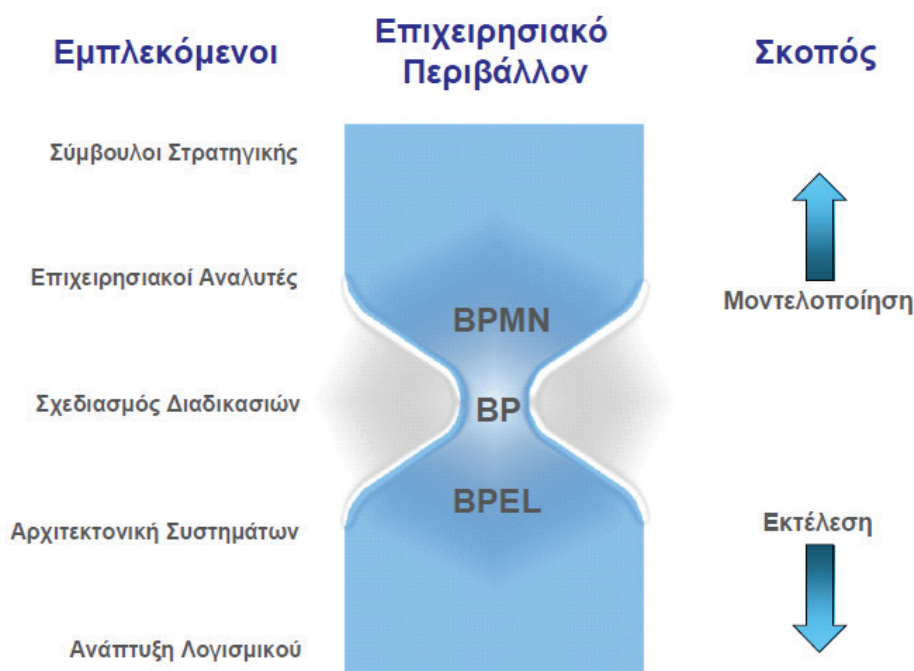 Εμπλεκόμενοι
Επιχειρησιακό
Περιβάλλον
Σκοπός
Σύμβουλοι Στρατηγικής
Επιχειρησιακοί Αναλυτές
Μοντελοποίηση
BPMN
Σχεδιασμός Διαδικασιών
BP
BPEL
Αρχιτεκτονική Συστημάτων
Εκτέλεση
Ανάπτυξη Λογισμικού